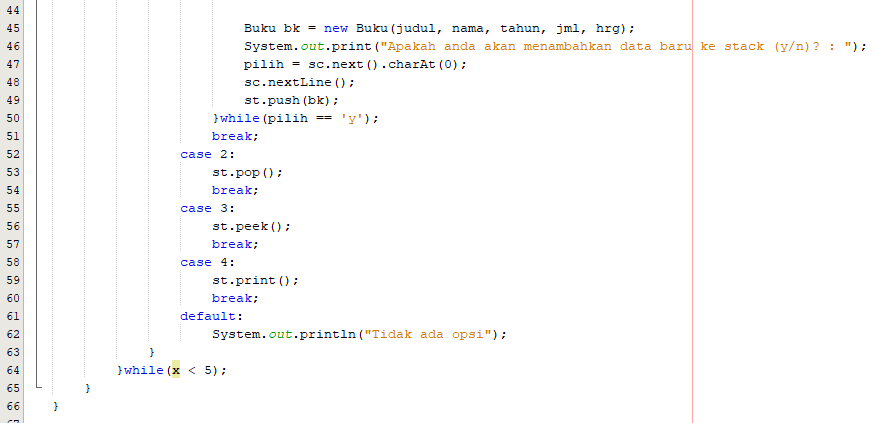 44
45 Buku bk = new Buku(judul, nama, tahun, jml, hrg);
46 System.out.print("Apakah anda akan menambahkan data baru ke stack (y/n)? : ");
47 pilih = sc.next().charAt(0);
48 sc.nextLine();
49 st.push(bk);
50 }while(pilih == 'y');
51 break;
52 case 2:
53 st.pop();
54 break;
55 case 3:
56 st.peek();
57 break;
58 case 4:
59 st.print();
60 break;
61 default:
62 System.out.println("Tidak ada opsi");
63 }
64 }while(x < 5);
65 }
66 }